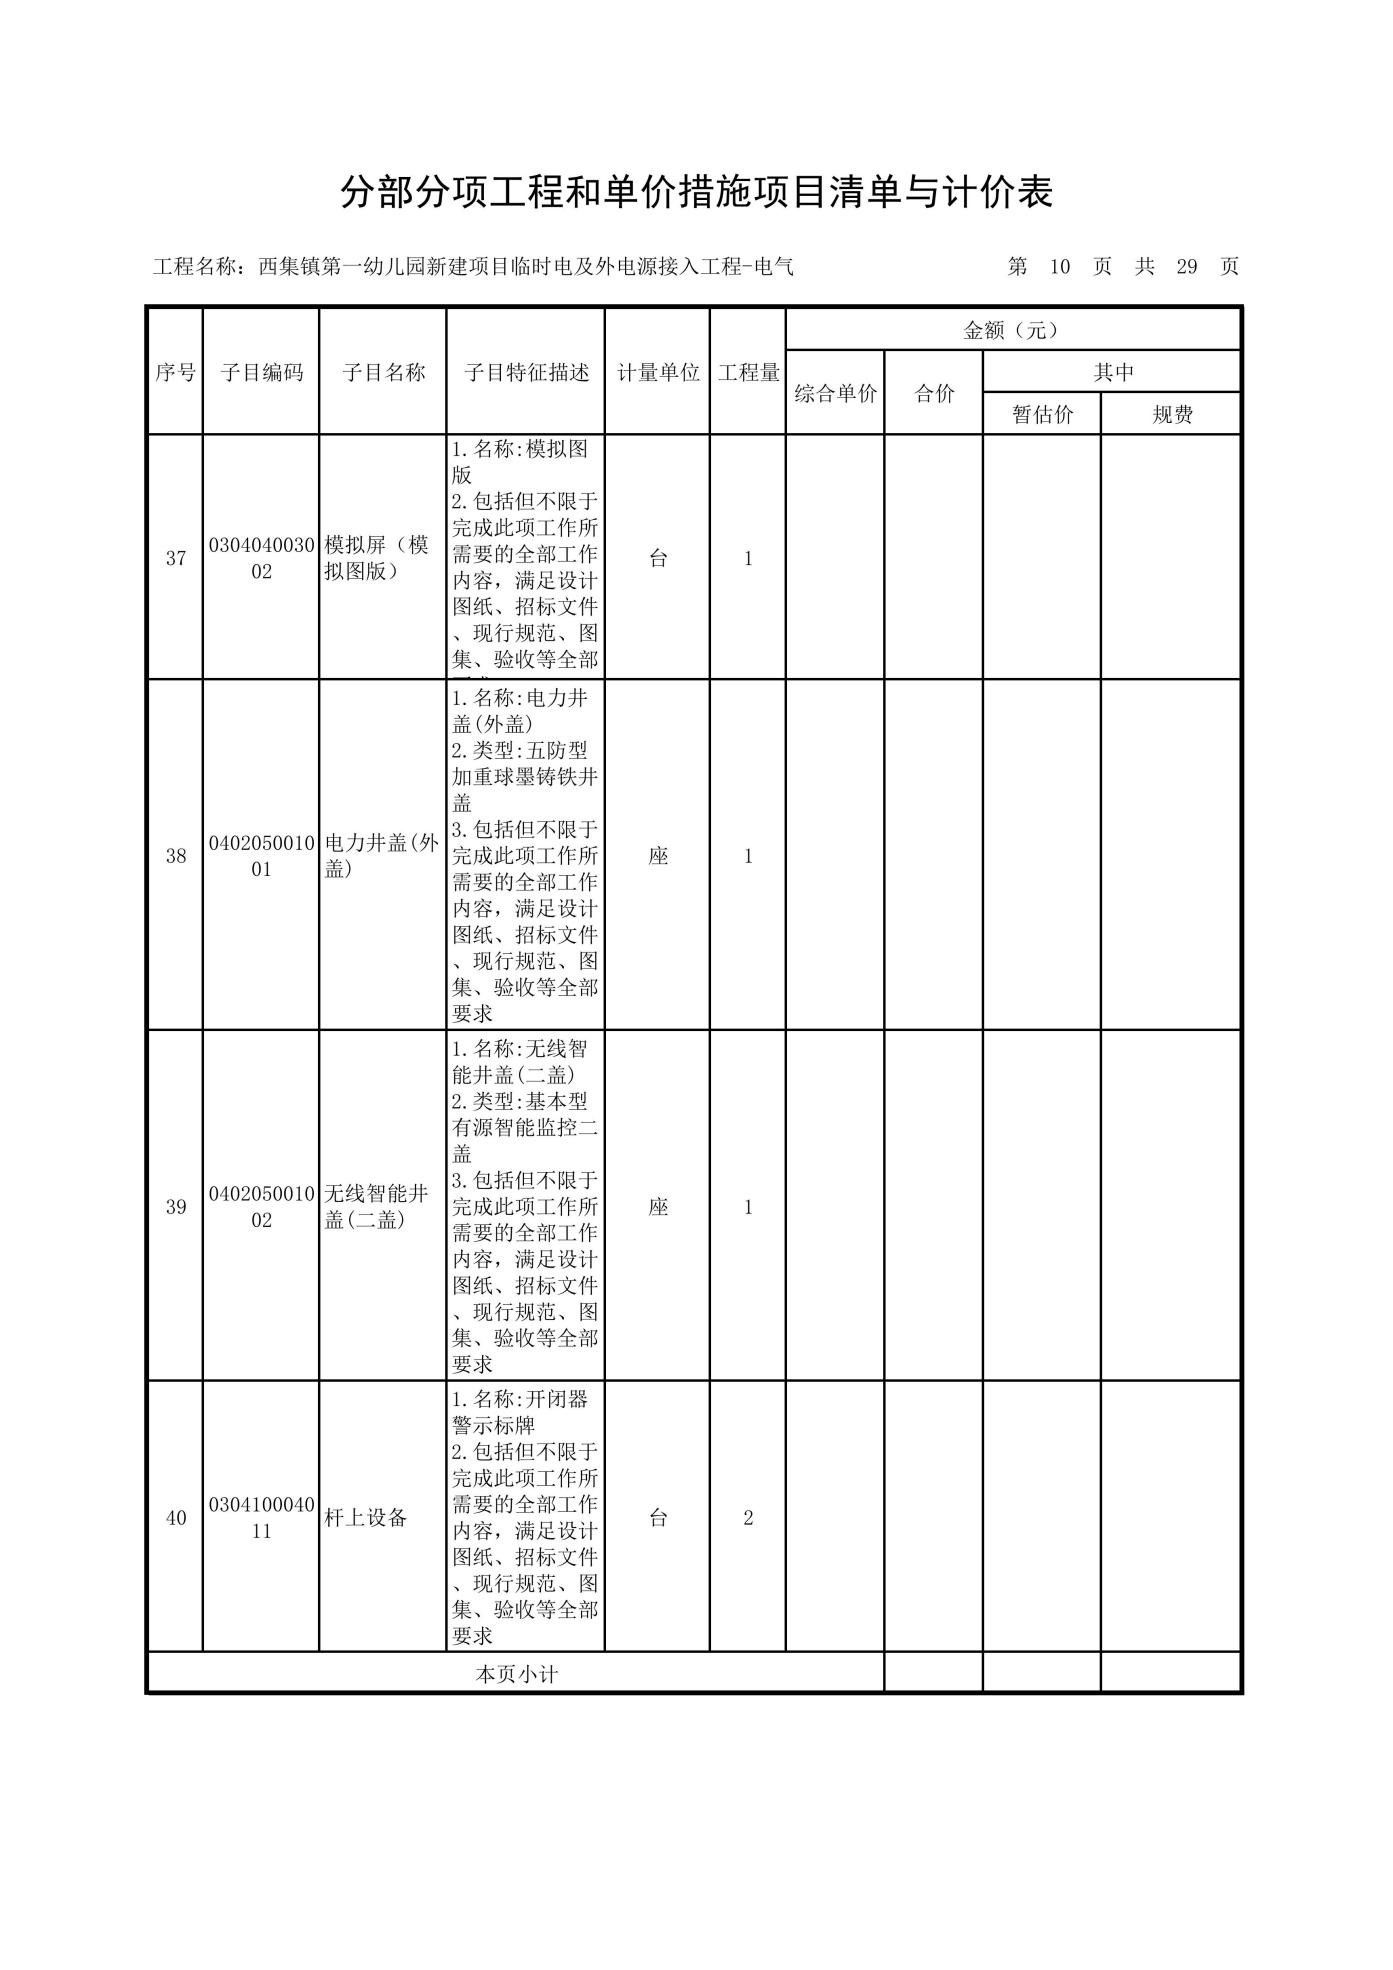 分部分项工程和单价措施项目清单与计价表
工程名称：西集镇第一幼儿园新建项目临时电及外电源接入工程-电气
第 10 页 共 29 页
序号
子目编码
子目名称
子目特征描述
计量单位
工程量
金额（元）
综合单价
合价
其中
暂估价
规费
37
0304040030
02
模拟屏（模
拟图版）
1.名称:模拟图
版
2.包括但不限于
完成此项工作所
需要的全部工作
内容，满足设计
图纸、招标文件
、现行规范、图
集、验收等全部
台
1
38
0402050010
01
电力井盖(外
盖)
1.名称:电力井
盖(外盖)
2.类型:五防型
加重球墨铸铁井
盖
3.包括但不限于
完成此项工作所
需要的全部工作
内容，满足设计
图纸、招标文件
、现行规范、图
集、验收等全部
要求
座
1
39
0402050010
02
无线智能井
盖(二盖)
1.名称:无线智
能井盖(二盖)
2.类型:基本型
有源智能监控二
盖
3.包括但不限于
完成此项工作所
需要的全部工作
内容，满足设计
图纸、招标文件
、现行规范、图
集、验收等全部
要求
座
1
40
0304100040
11
杆上设备
1.名称:开闭器
警示标牌
2.包括但不限于
完成此项工作所
需要的全部工作
内容，满足设计
图纸、招标文件
、现行规范、图
集、验收等全部
要求
台
2
本页小计